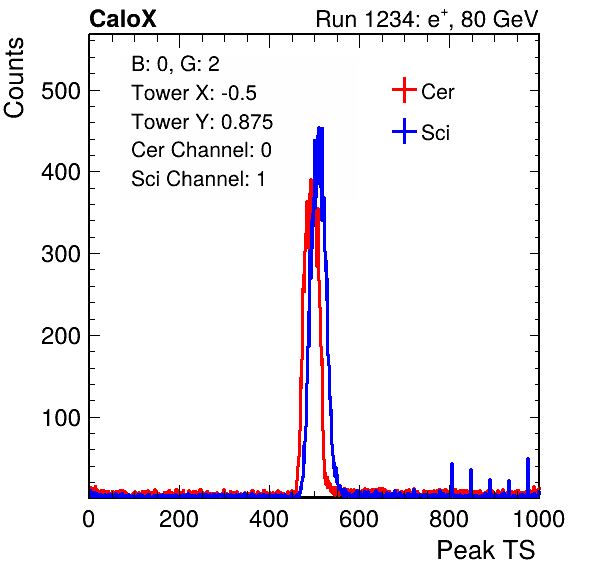 CaloX Run 1234: e⁺, 80 GeV
B: 0, G: 2
Tower X: -0.5
Tower Y: 0.875
Cer Channel: 0
Sci Channel: 1
Cer
Sci
Counts
500
400
300
200
100
0 200 400 600 800 1000
Peak TS